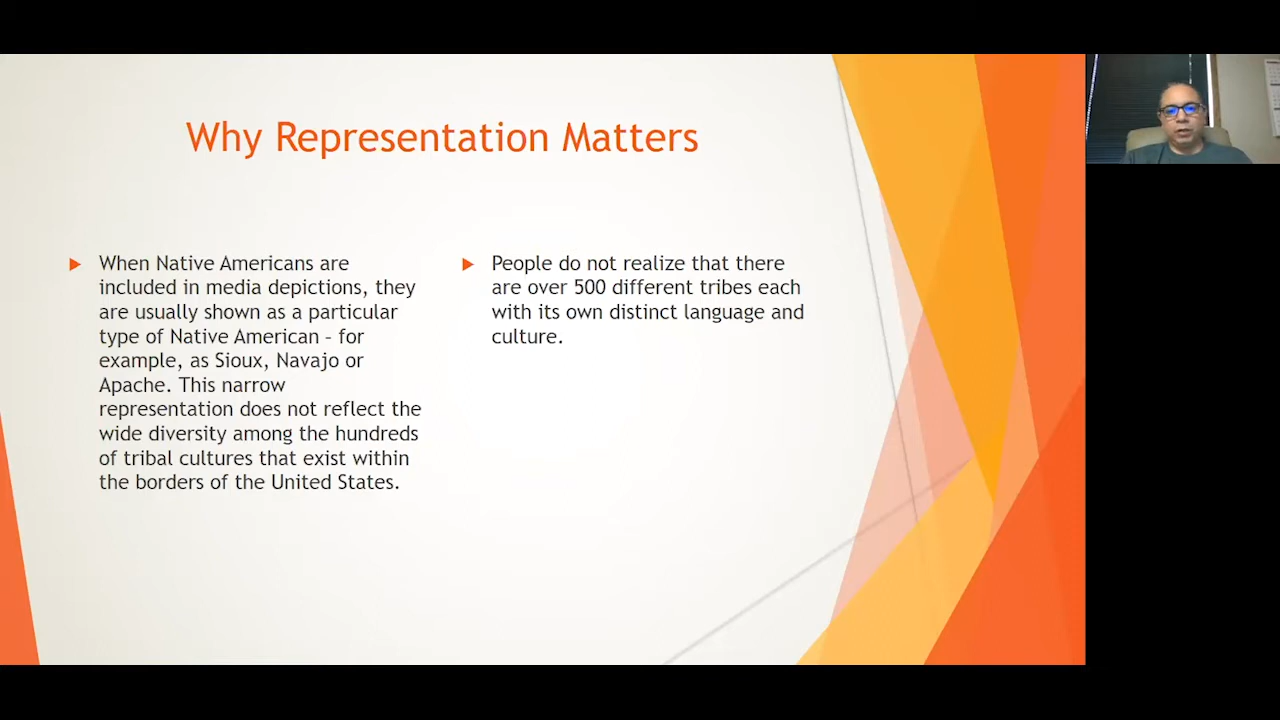 Why Representation Matters
When Native Americans are
included in media depictions, they
are usually shown as a particular
type of Native American – for
example, as Sioux, Navajo or
Apache. This narrow
representation does not reflect the
wide diversity among the hundreds
of tribal cultures that exist within
the borders of the United States.
People do not realize that there
are over 500 different tribes each
with its own distinct language and
culture.